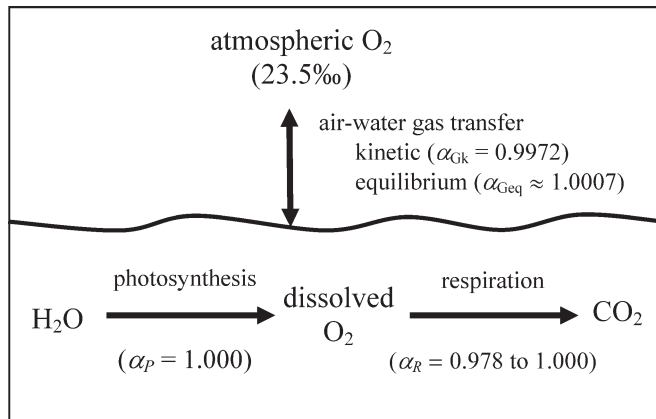 atmospheric O₂
(23.5‰)
air-water gas transfer
kinetic (αGk = 0.9972)
equilibrium (αGeq ≈ 1.0007)
photosynthesis
respiration
H₂O
dissolved
O₂
CO₂
(αP = 1.000)
(αR = 0.978 to 1.000)